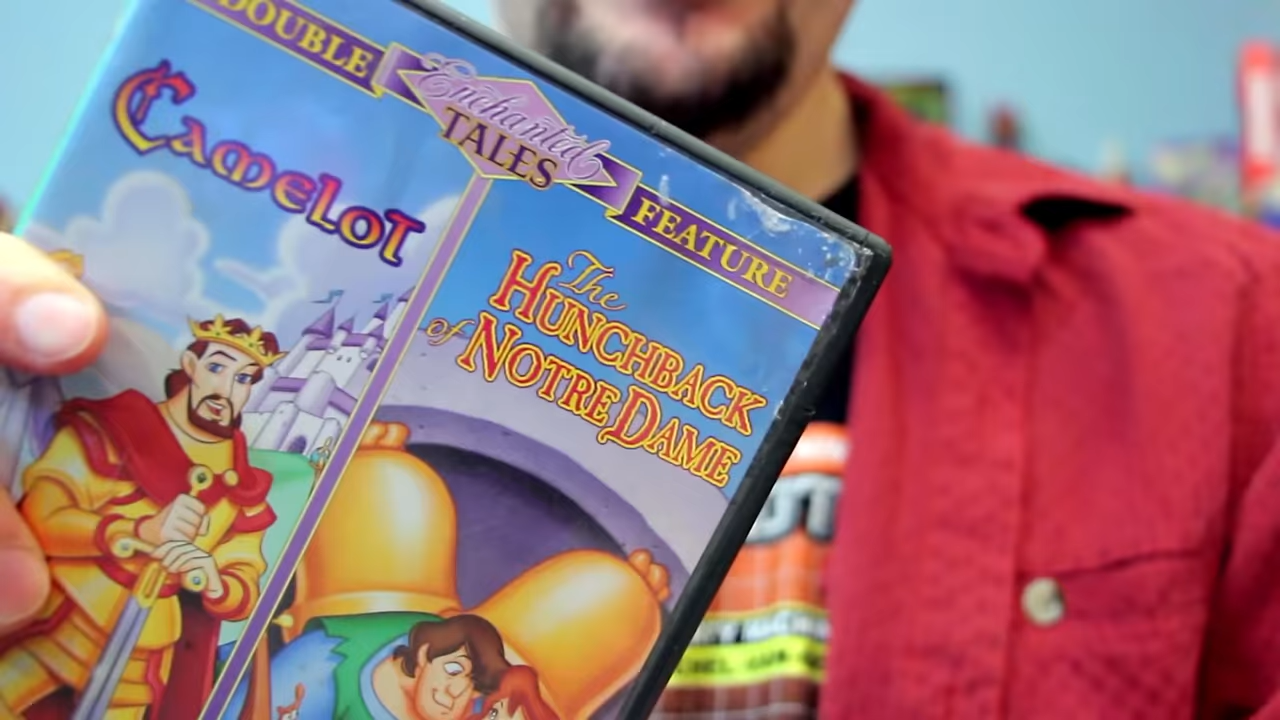 DOUBLE
Enchanted
TALES
FEATURE
CAMELOT
The
HUNCHBACK
of NOTRE DAME